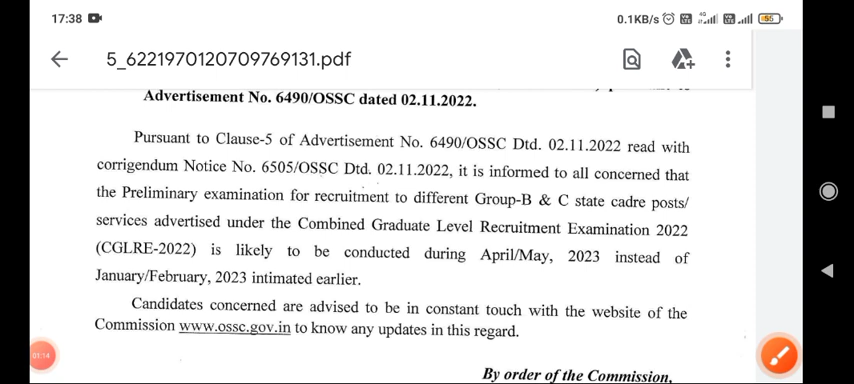 17:38
0.1KB/s 4G 55
5_6221970120709769131.pdf
Advertisement No. 6490/OSSC dated 02.11.2022.
Pursuant to Clause-5 of Advertisement No. 6490/OSSC Dtd. 02.11.2022 read with
corrigendum Notice No. 6505/OSSC Dtd. 02.11.2022, it is informed to all concerned that
the Preliminary examination for recruitment to different Group-B & C state cadre posts/
services advertised under the Combined Graduate Level Recruitment Examination 2022
(CGLRE-2022) is likely to be conducted during April/May, 2023 instead of
January/February, 2023 intimated earlier.
Candidates concerned are advised to be in constant touch with the website of the
Commission www.ossc.gov.in to know any updates in this regard.
01:14
By order of the Commission,